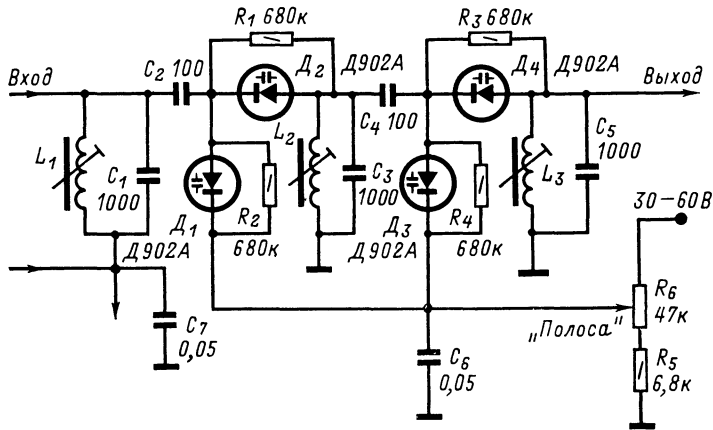 R1 680к
R3 680к
Вход
C2 100
Д2
Д902А
Д4
Д902А
Выход
L1
C1
1000
L2
C4 100
C3
1000
L3
C5
1000
Д1
Д902А
R2
680к
Д3
Д902А
R4
680к
30–60В
R6
47к
„Полоса"
C7
0,05
C6
0,05
R5
6,8к